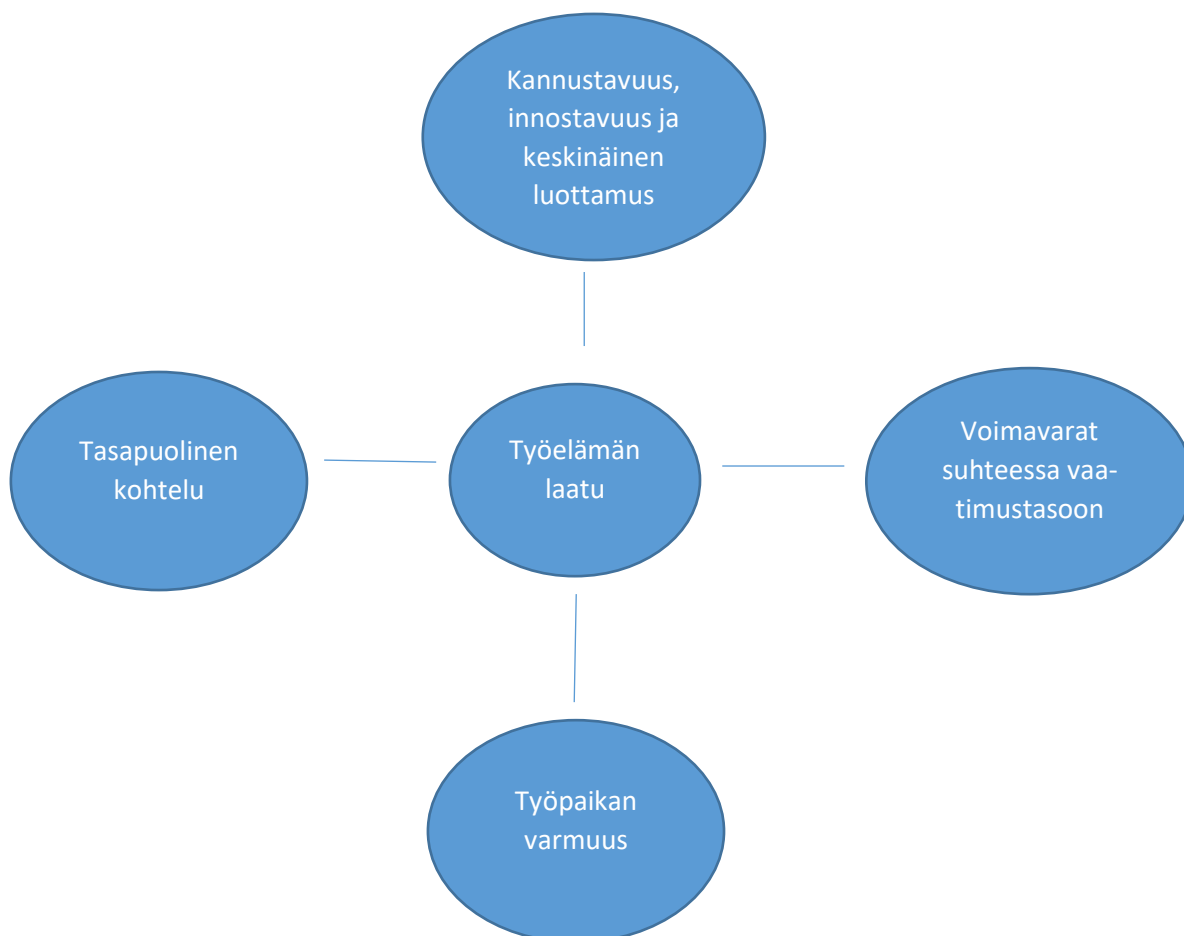 Kannustavuus,
innostavuus ja
keskinäinen
luottamus
Tasapuolinen
kohtelu
Työelämän
laatu
Voimavarat
suhteessa vaa-
timustasoon
Työpaikan
varmuus